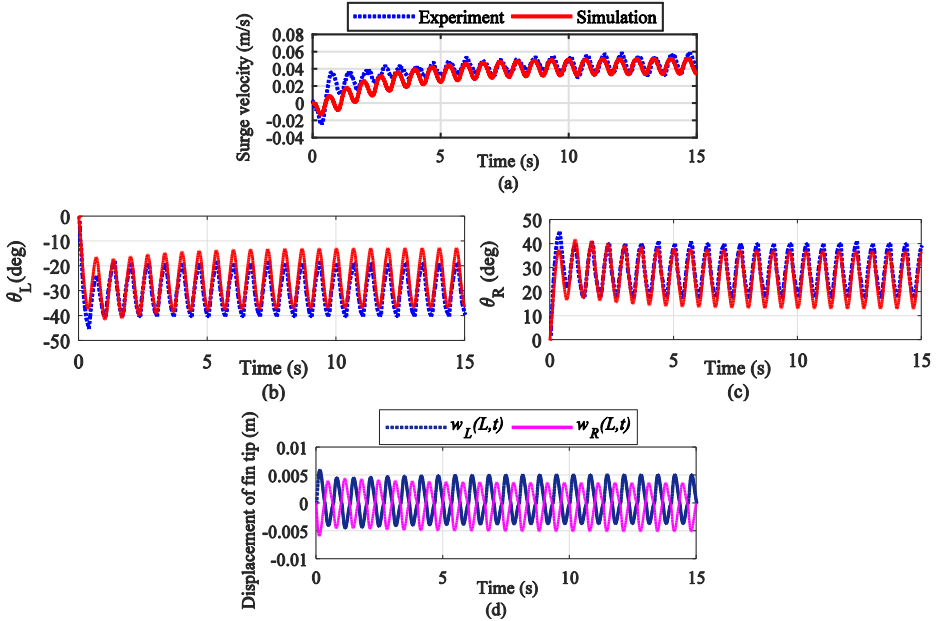 Experiment Simulation
Surge velocity (m/s)
0.08
0.06
0.04
0.02
0
-0.02
-0.04
0 5 10 15
Time (s)
(a)
θL(deg)
0
-10
-20
-30
-40
-50
0 5 10 15
Time (s)
(b)
θR (deg)
50
40
30
20
10
0
0 5 10 15
Time (s)
(c)
wL(L,t) wR(L,t)
Displacement of fin tip (m)
0.01
0.005
0
-0.005
-0.01
0 5 10 15
Time (s)
(d)